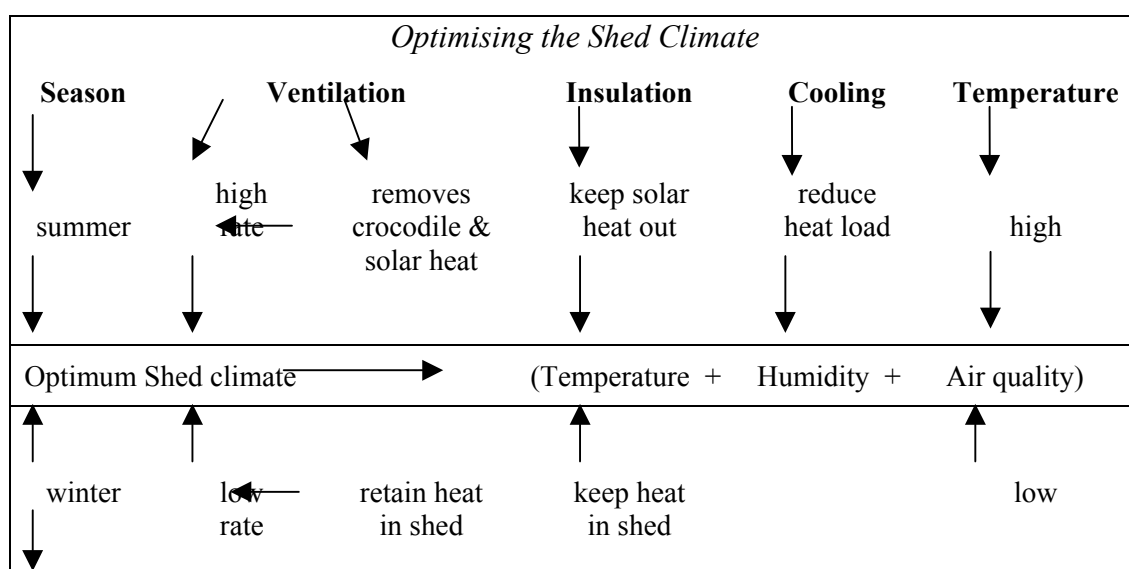 Optimising the Shed Climate
Season Ventilation Insulation Cooling Temperature
high removes keep solar reduce
summer rate crocodile & heat out heat load high
solar heat
Optimum Shed climate (Temperature + Humidity + Air quality)
winter low retain heat keep heat low
rate in shed in shed